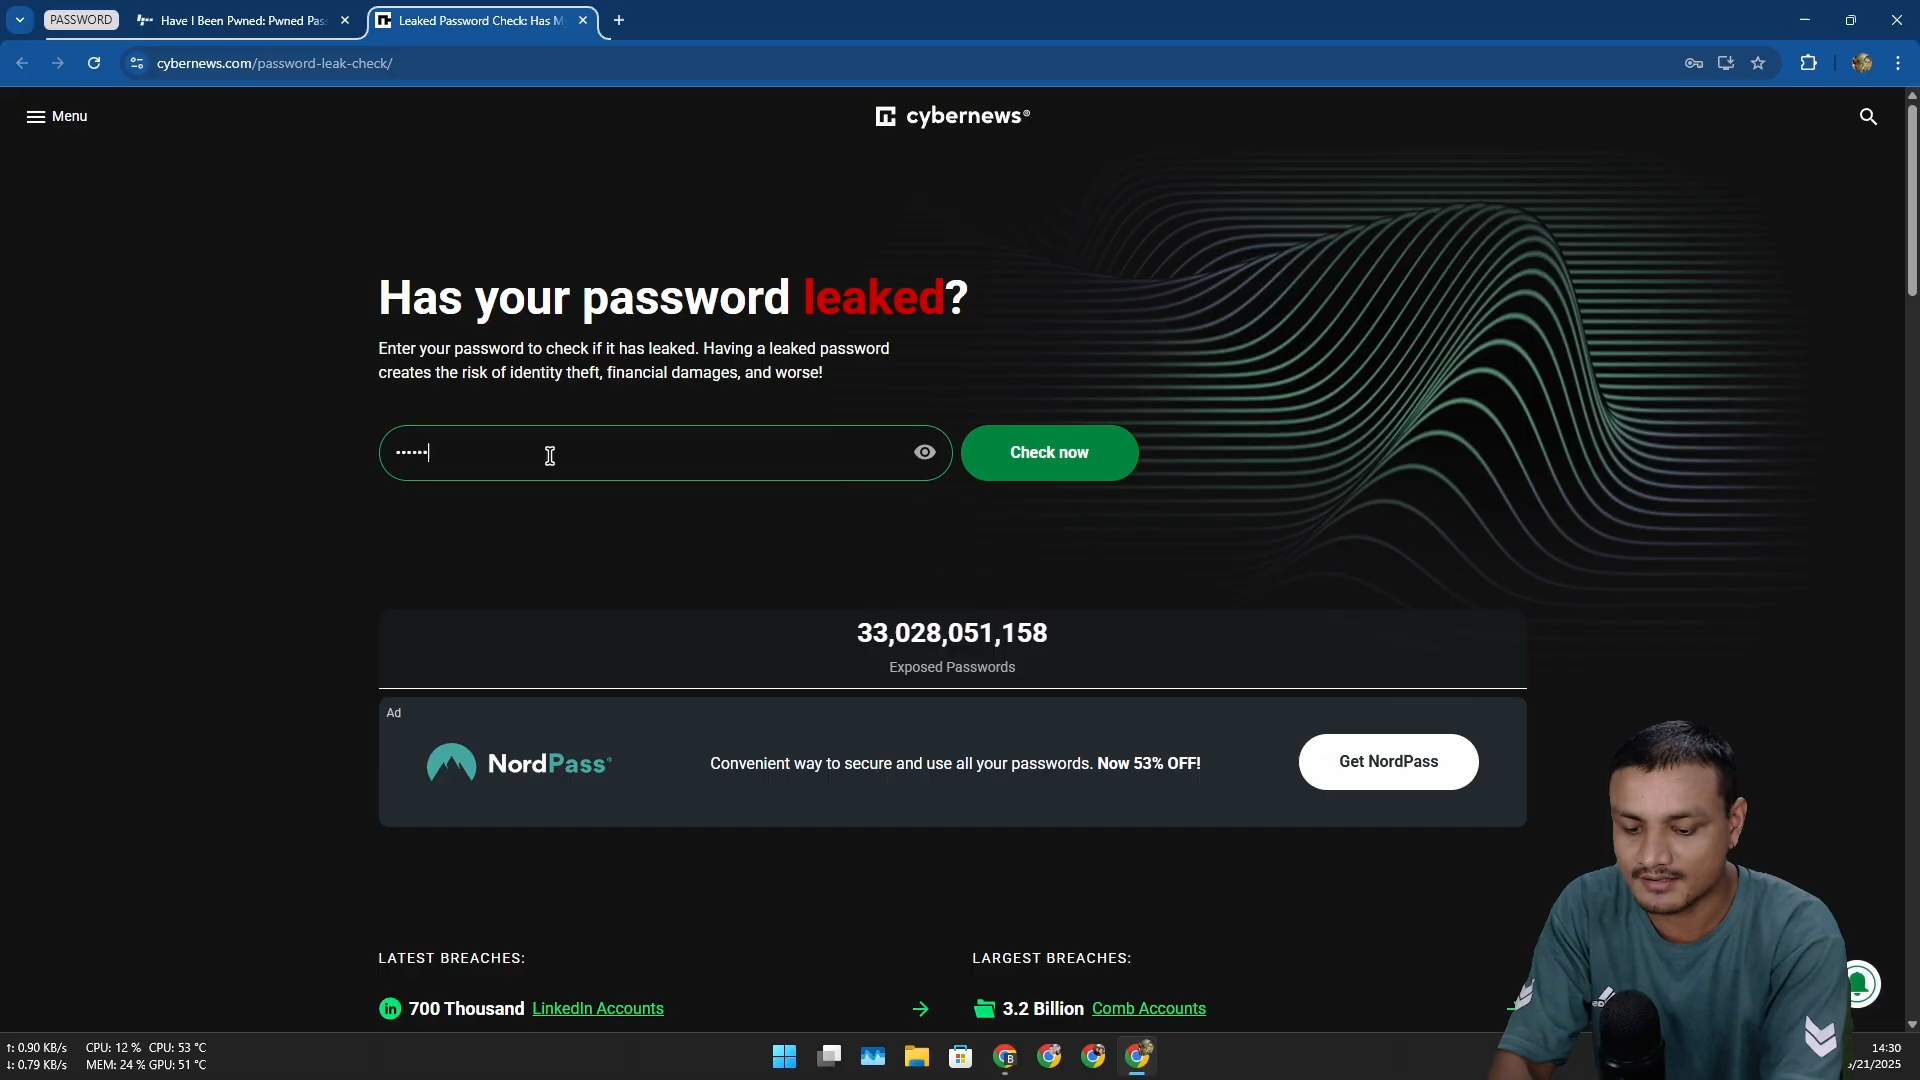 PASSWORD
Have I Been Pwned: Pwned Pas
Leaked Password Check: Has M
cybernews.com/password-leak-check/
Menu
cybernews®
Has your password leaked?
Enter your password to check if it has leaked. Having a leaked password
creates the risk of identity theft, financial damages, and worse!
••••••
Check now
33,028,051,158
Exposed Passwords
Ad
NordPass®
Convenient way to secure and use all your passwords. Now 53% OFF!
Get NordPass
LATEST BREACHES:
LARGEST BREACHES:
in
700 Thousand LinkedIn Accounts
3.2 Billion Comb Accounts
↑: 0.90 KB/s CPU: 12 % CPU: 53 °C
↓: 0.79 KB/s MEM: 24 % GPU: 51 °C
14:30
/21/2025